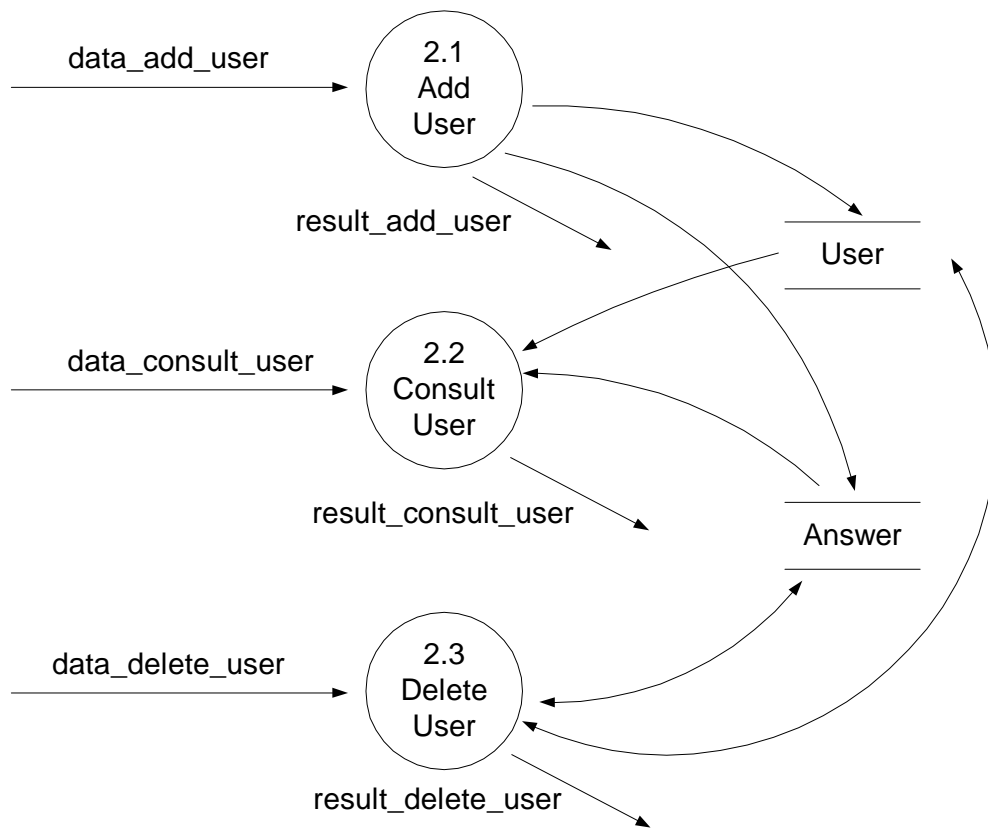 data_add_user
2.1
Add
User
result_add_user
User
data_consult_user
2.2
Consult
User
result_consult_user
Answer
data_delete_user
2.3
Delete
User
result_delete_user